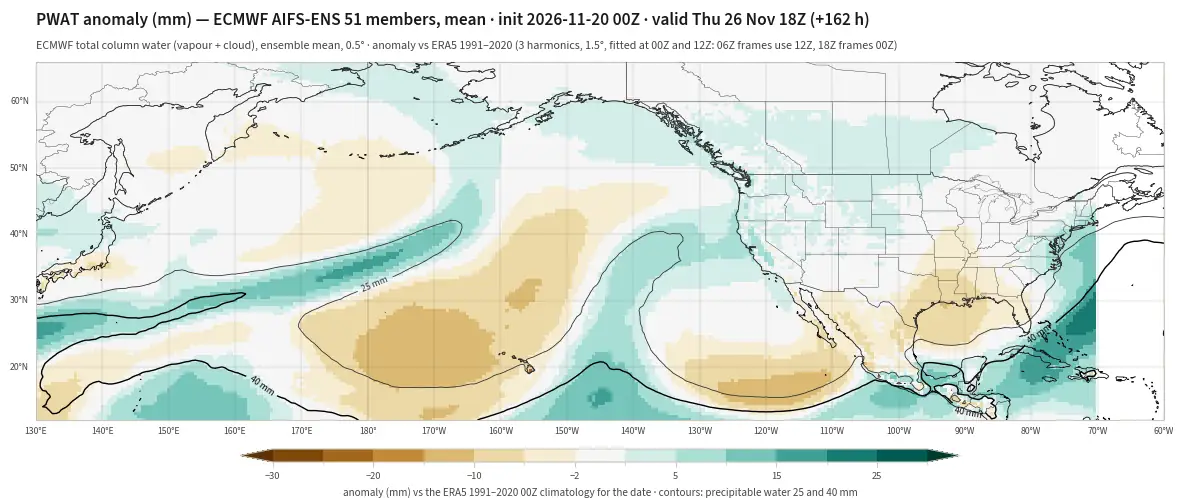 PWAT anomaly (mm) — ECMWF AIFS-ENS 51 members, mean · init 2026-11-20 00Z · valid Thu 26 Nov 18Z (+162 h)
ECMWF total column water (vapour + cloud), ensemble mean, 0.5° · anomaly vs ERA5 1991–2020 (3 harmonics, 1.5°, fitted at 00Z and 12Z: 06Z frames use 12Z, 18Z frames 00Z)
60°N
50°N
40°N
30°N
20°N
25 mm
40 mm
40 mm
40 mm
130°E 140°E 150°E 160°E 170°E 180° 170°W 160°W 150°W 140°W 130°W 120°W 110°W 100°W 90°W 80°W 70°W 60°W
−30 −20 −10 −2 5 15 25
anomaly (mm) vs the ERA5 1991–2020 00Z climatology for the date · contours: precipitable water 25 and 40 mm